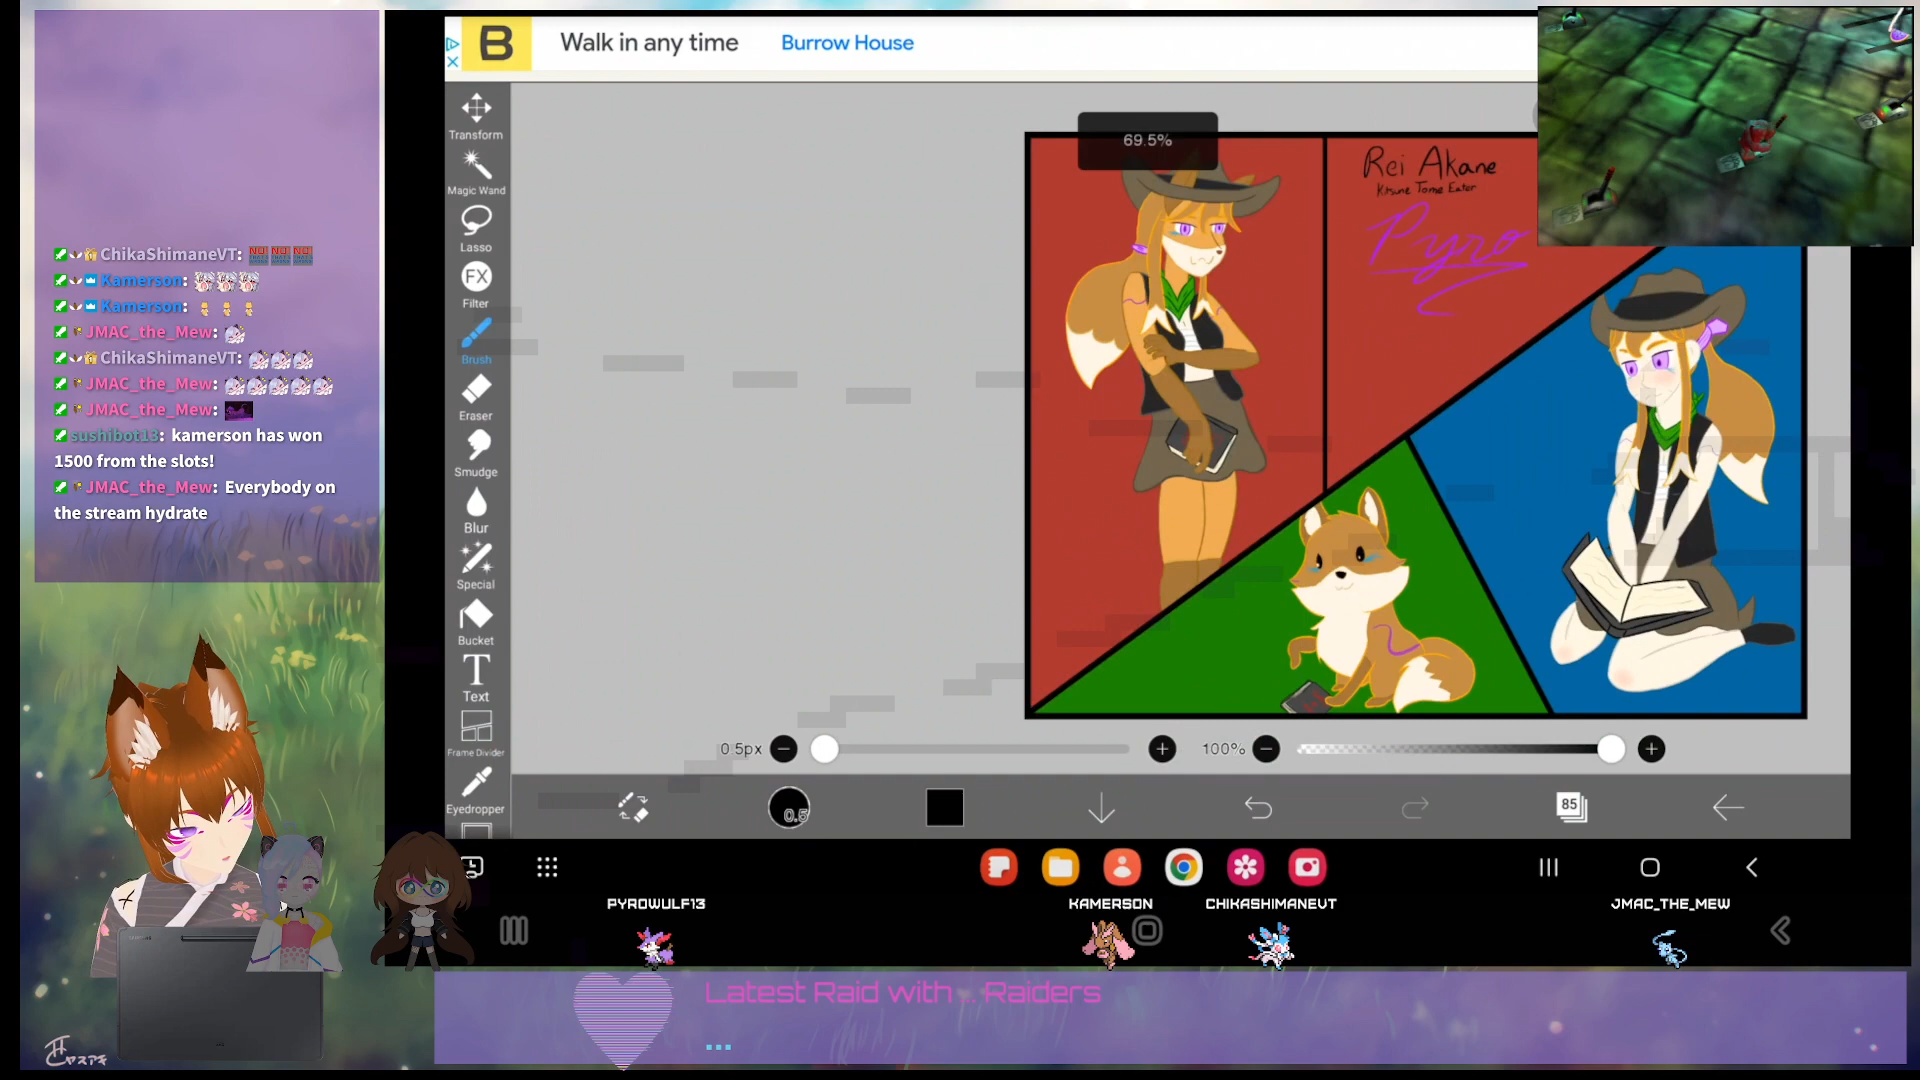 B Walk in any time Burrow House
Transform
Magic Wand
Lasso
FX
Filter
Brush
Eraser
Smudge
Blur
Special
Bucket
T
Text
Frame Divider
Eyedropper
69.5%
Rei Akane
Kitsune Tome Eater
Pyro
ChikaShimaneVT:
Kamerson:
Kamerson:
JMAC_the_Mew:
ChikaShimaneVT:
JMAC_the_Mew:
JMAC_the_Mew:
sushibot13: kamerson has won
1500 from the slots!
JMAC_the_Mew: Everybody on
the stream hydrate
0.5px
100%
0.5
85
PYROWULF13
KAMERSON
CHIKASHIMANEVT
JMAC_THE_MEW
Latest Raid with ... Raiders
...